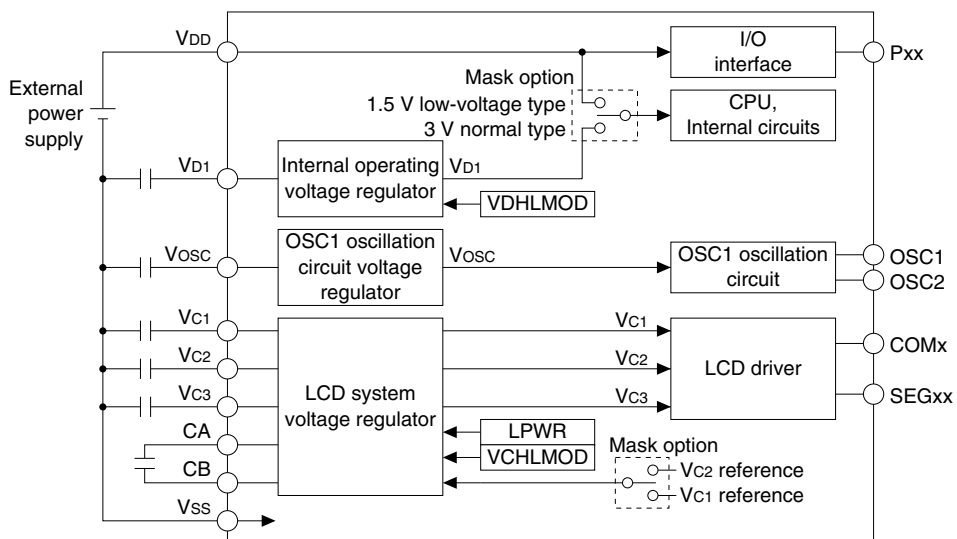 VDD
External
power
supply
I/O
interface
Pxx
Mask option
1.5 V low-voltage type
3 V normal type
CPU,
Internal circuits
VD1
Internal operating
voltage regulator
VD1
VDHLMOD
VOSC
OSC1 oscillation
circuit voltage
regulator
VOSC
OSC1 oscillation
circuit
OSC1
OSC2
VC1
VC2
VC3
CA
CB
VSS
LCD system
voltage regulator
VC1
VC2
VC3
LCD driver
COMx
SEGxx
LPWR
VCHLMOD
Mask option
VC2 reference
VC1 reference